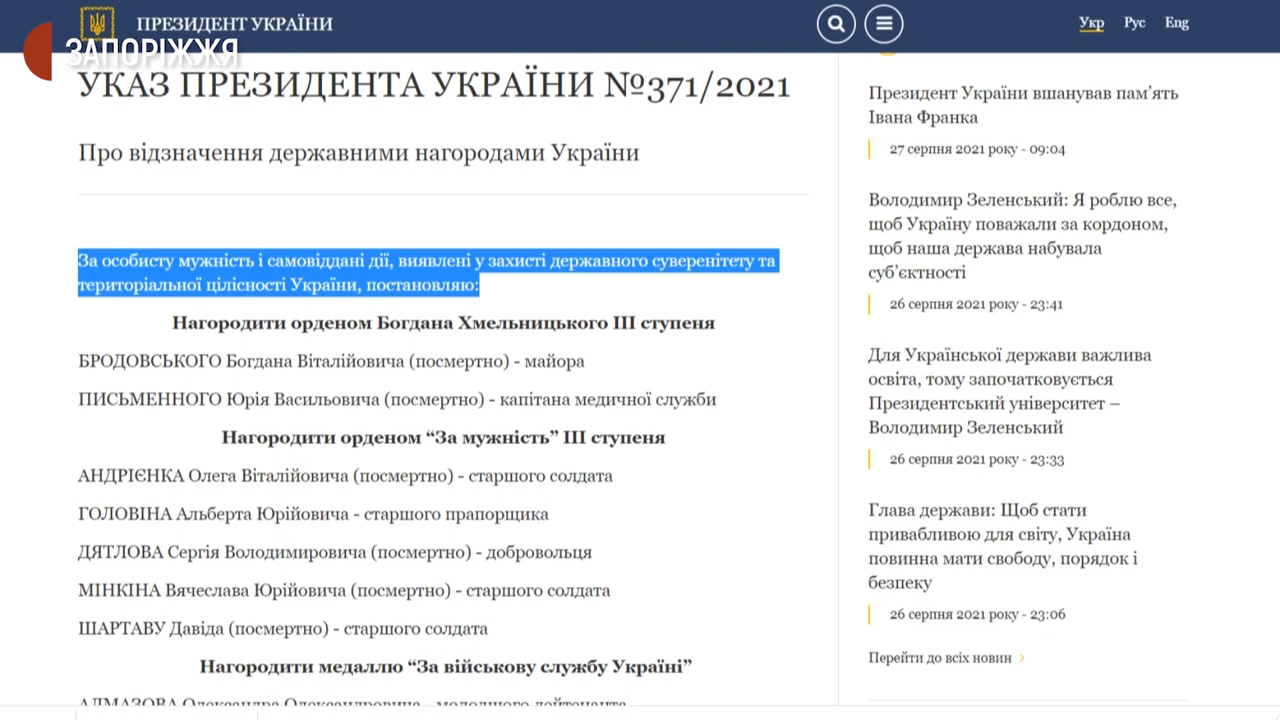 ПРЕЗИДЕНТ УКРАЇНИ
Укр Рус Eng
ЗАПОРІЖЖЯ
УКАЗ ПРЕЗИДЕНТА УКРАЇНИ №371/2021
Про відзначення державними нагородами України
За особисту мужність і самовіддані дії, виявлені у захисті державного суверенітету та
територіальної цілісності України, постановляю:
Нагородити орденом Богдана Хмельницького ІІІ ступеня
БРОДОВСЬКОГО Богдана Віталійовича (посмертно) - майора
ПИСЬМЕННОГО Юрія Васильовича (посмертно) - капітана медичної служби
Нагородити орденом “За мужність” ІІІ ступеня
АНДРІЄНКА Олега Віталійовича (посмертно) - старшого солдата
ГОЛОВІНА Альберта Юрійовича - старшого прапорщика
ДЯТЛОВА Сергія Володимировича (посмертно) - добровольця
МІНКІНА Вячеслава Юрійовича (посмертно) - старшого солдата
ШАРТАВУ Давіда (посмертно) - старшого солдата
Нагородити медаллю “За військову службу Україні”
АЛМАЗОВА Олександра Олександровича - молодшого лейтенанта
Президент України вшанував пам’ять
Івана Франка
27 серпня 2021 року - 09:04
Володимир Зеленський: Я роблю все,
щоб Україну поважали за кордоном,
щоб наша держава набувала
суб’єктності
26 серпня 2021 року - 23:41
Для Української держави важлива
освіта, тому започатковується
Президентський університет –
Володимир Зеленський
26 серпня 2021 року - 23:33
Глава держави: Щоб стати
привабливою для світу, Україна
повинна мати свободу, порядок і
безпеку
26 серпня 2021 року - 23:06
Перейти до всіх новин